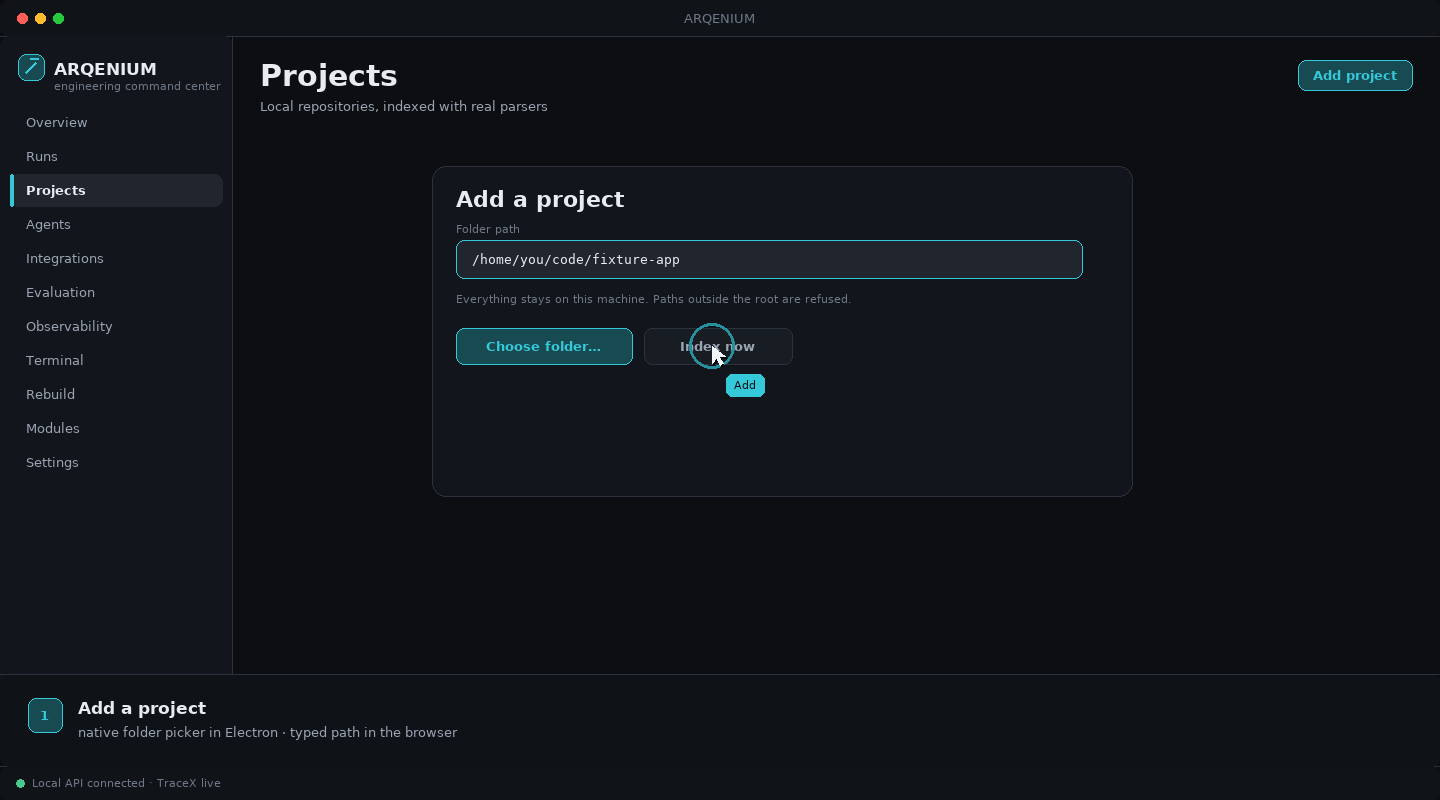 ARQENIUM
ARQENIUM
engineering command center
Overview
Runs
Projects
Agents
Integrations
Evaluation
Observability
Terminal
Rebuild
Modules
Settings
Projects
Local repositories, indexed with real parsers
Add project
Add a project
Folder path
/home/you/code/fixture-app
Everything stays on this machine. Paths outside the root are refused.
Choose folder…
Index now
Add
1
Add a project
native folder picker in Electron · typed path in the browser
Local API connected · TraceX live